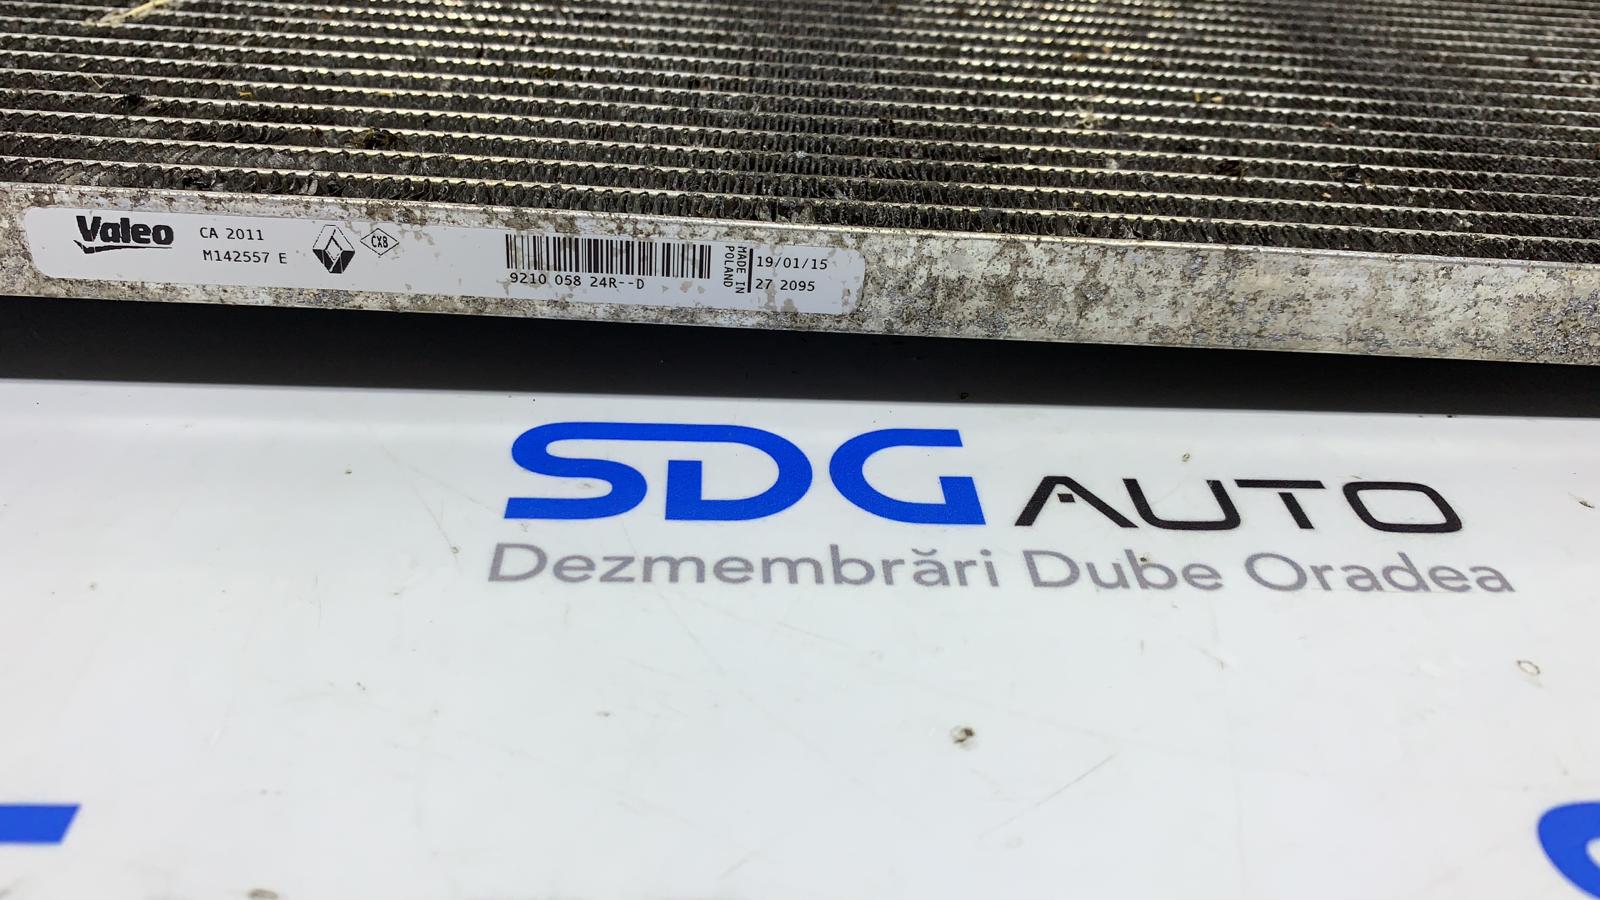 Valeo
CA 2011
M142557 E
CX8
9210 058 24R--D
MADE IN
POLAND
19/01/15
27 2095
SDG AUTO
Dezmembrări Dube Oradea